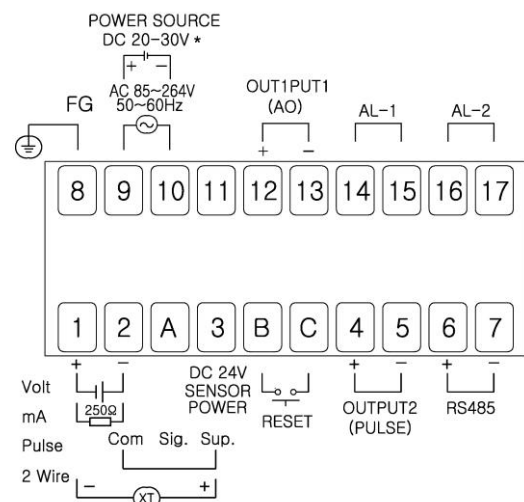 POWER SOURCE
DC 20-30V *
+ −
AC 85~264V
50~60Hz
FG
OUT1PUT1
(AO)
AL-1
AL-2
+ −
8 9 10 11 12 13 14 15 16 17
1 2 A 3 B C 4 5 6 7
+ − + − + −
Volt
DC 24V
SENSOR
POWER
RESET
OUTPUT2
(PULSE)
RS485
mA
250Ω
Pulse
Com Sig. Sup.
2 Wire
− XT +